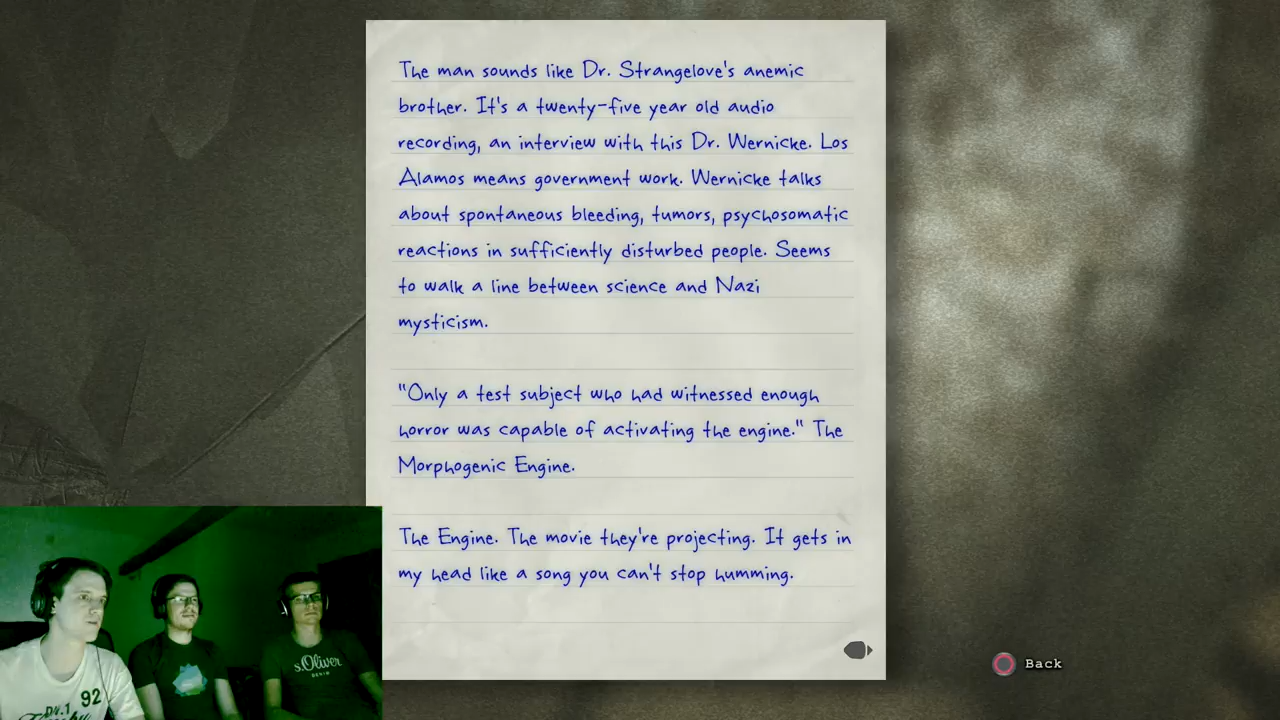 The man sounds like Dr. Strangelove's anemic
brother. It's a twenty-five year old audio
recording, an interview with this Dr. Wernicke. Los
Alamos means government work. Wernicke talks
about spontaneous bleeding, tumors, psychosomatic
reactions in sufficiently disturbed people. Seems
to walk a line between science and Nazi
mysticism.
"Only a test subject who had witnessed enough
horror was capable of activating the engine." The
Morphogenic Engine.
The Engine. The movie they're projecting. It gets in
my head like a song you can't stop humming.
Back
92
s.Oliver
DENIM